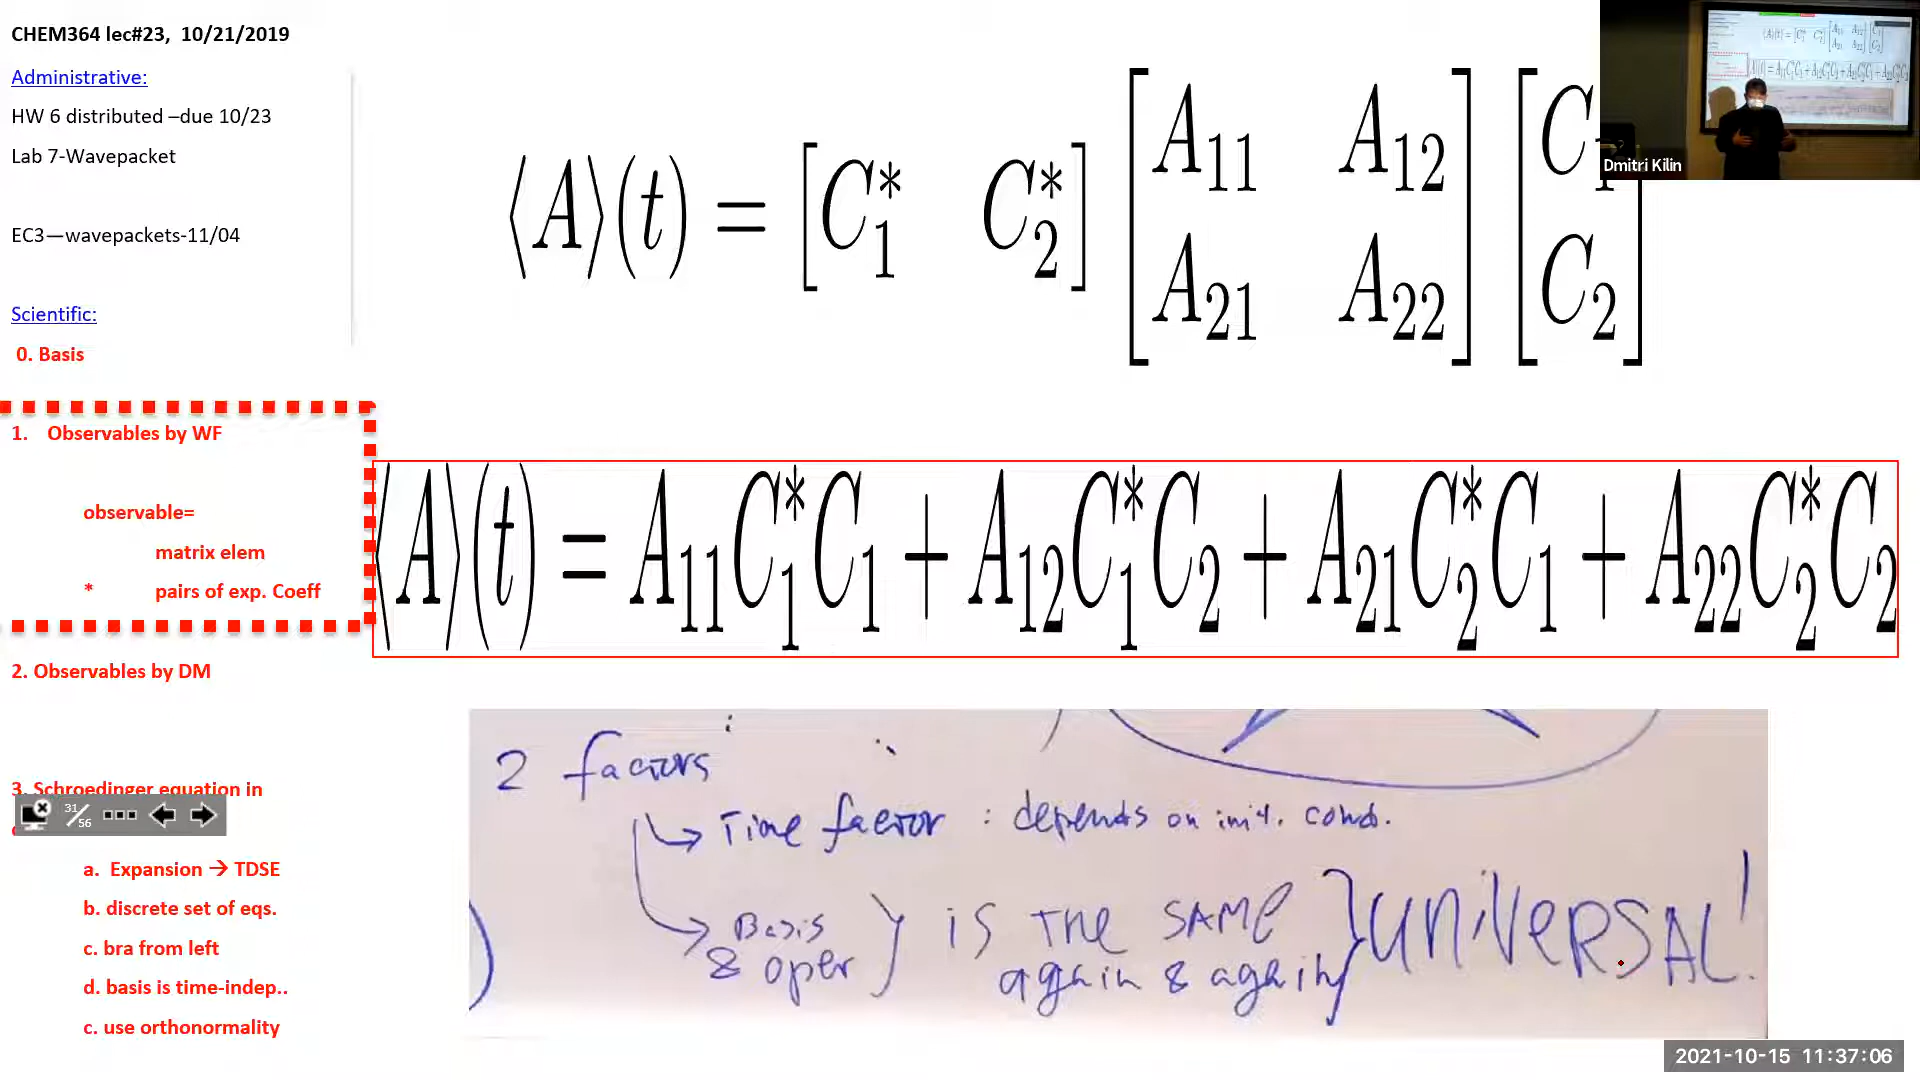 CHEM364 lec#23, 10/21/2019
Administrative:
HW 6 distributed –due 10/23
Lab 7-Wavepacket
EC3—wavepackets-11/04
Scientific:
0. Basis
1. Observables by WF
observable=
matrix elem
* pairs of exp. Coeff
2. Observables by DM
3. Schroedinger equation in
31/56
a. Expansion → TDSE
b. discrete set of eqs.
c. bra from left
d. basis is time-indep..
c. use orthonormality
⟨A⟩(t) = [C₁* C₂*] [A₁₁ A₁₂ A₂₁ A₂₂] [C₁ C₂]
⟨A⟩(t) = A₁₁C₁*C₁ + A₁₂C₁*C₂ + A₂₁C₂*C₁ + A₂₂C₂*C₂
2 factors
→ Time factor : depends on init. cond.
→ Basis & oper } is the same again & again } universal!
Dmitri Kilin
2021-10-15 11:37:06